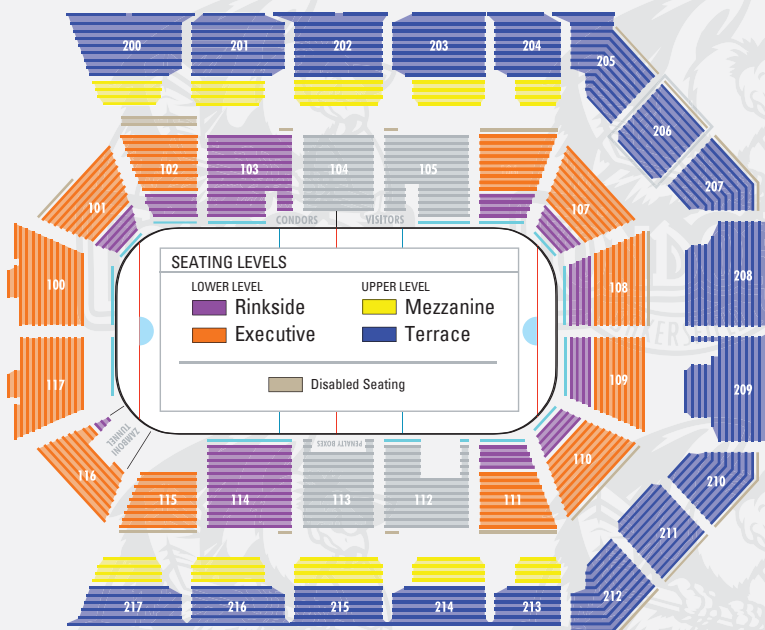 200
201
202
203
204
205
206
207
208
209
210
211
212
213
214
215
216
217
100
101
102
103
104
105
107
108
109
110
111
112
113
114
115
116
117
CONDORS
VISITORS
SEATING LEVELS
LOWER LEVEL
Rinkside
Executive
UPPER LEVEL
Mezzanine
Terrace
Disabled Seating
PENALTY BOXES
ZAMBONI
TUNNEL